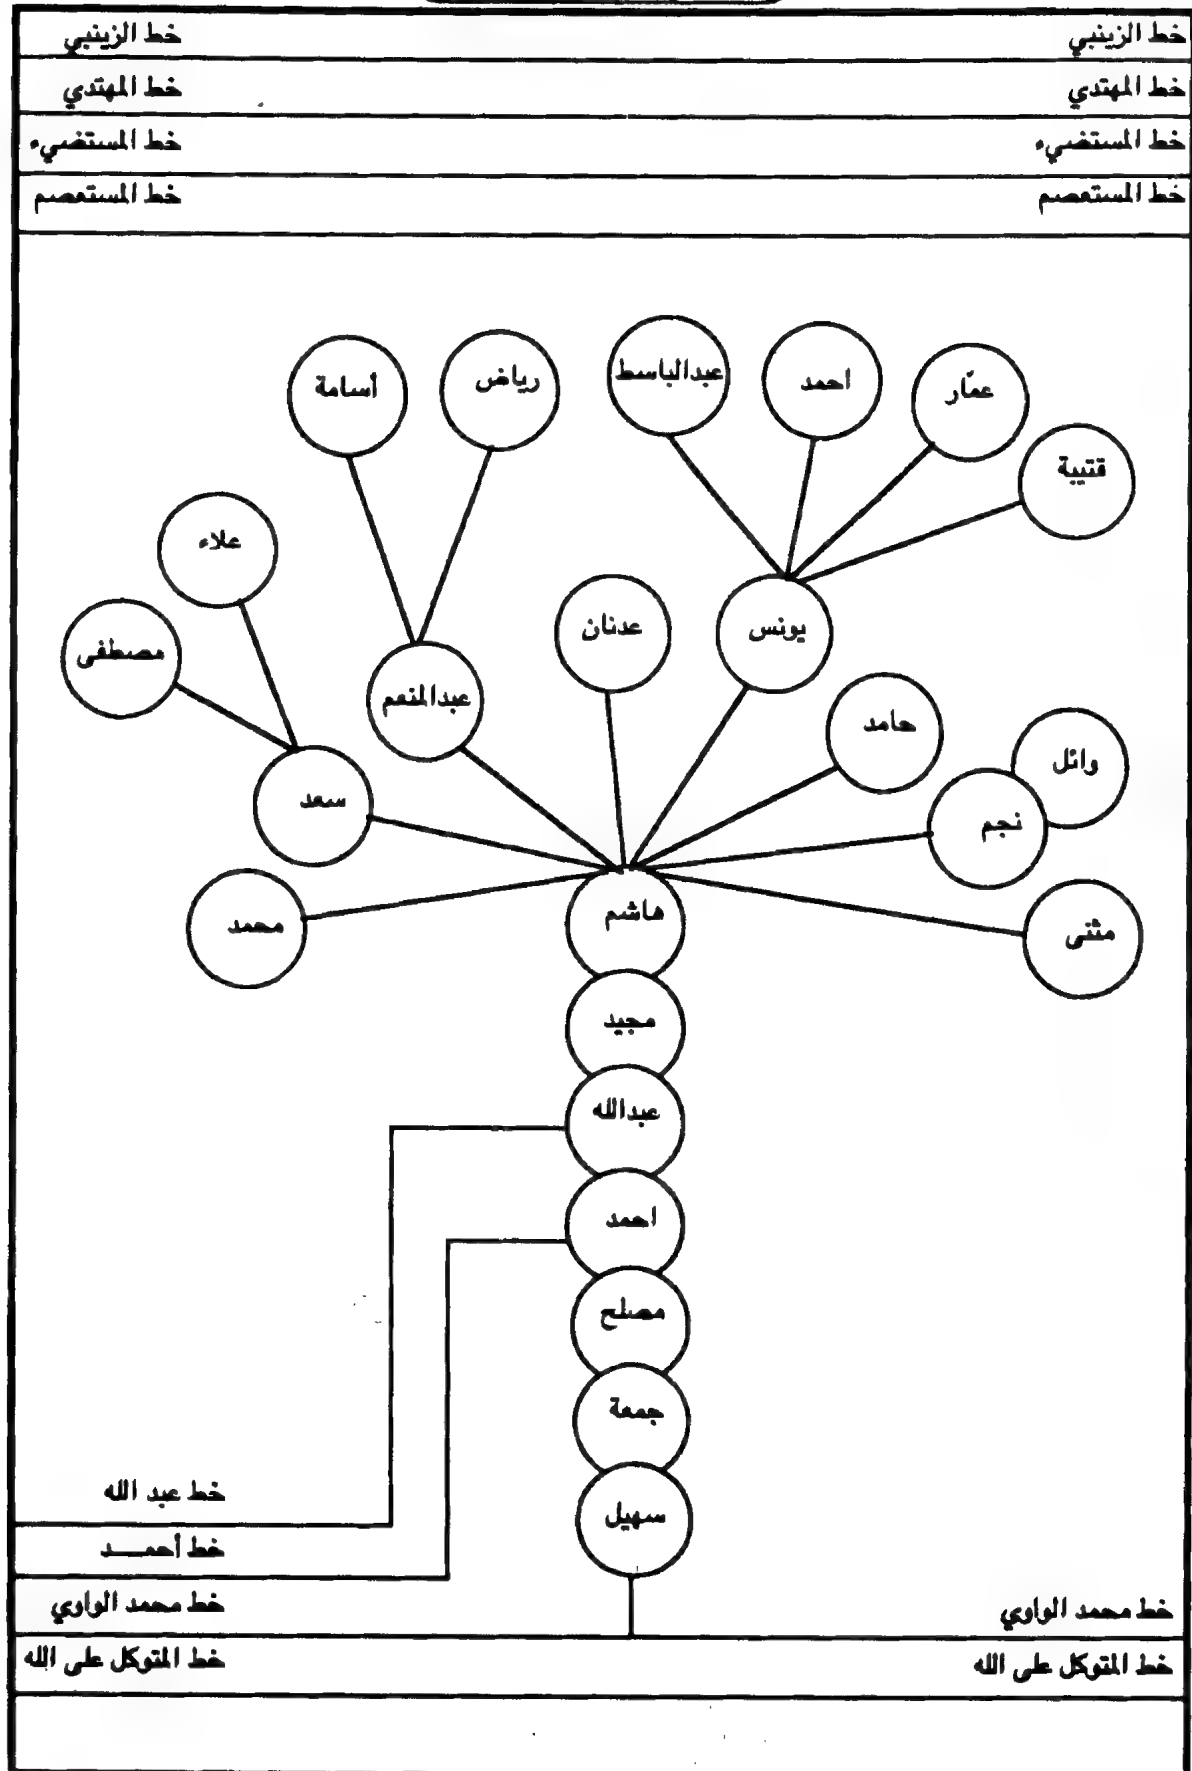 خط الزينبي خط الزينبي
خط المهتدي خط المهتدي
خط المستضيء خط المستضيء
خط المستعصم خط المستعصم
عبدالباسط
احمد
عمّار
رياض
أسامة
قتيبة
علاء
يونس
عدنان
مصطفى
عبدالمنعم
حامد
وائل
سعد
نجم
هاشم
مثنى
محمد
مجيد
عبدالله
احمد
مصلح
جمعة
سهيل
خط عبد الله
خط أحمــــد
خط محمد الواوي خط محمد الواوي
خط المتوكل على الله خط المتوكل على الله